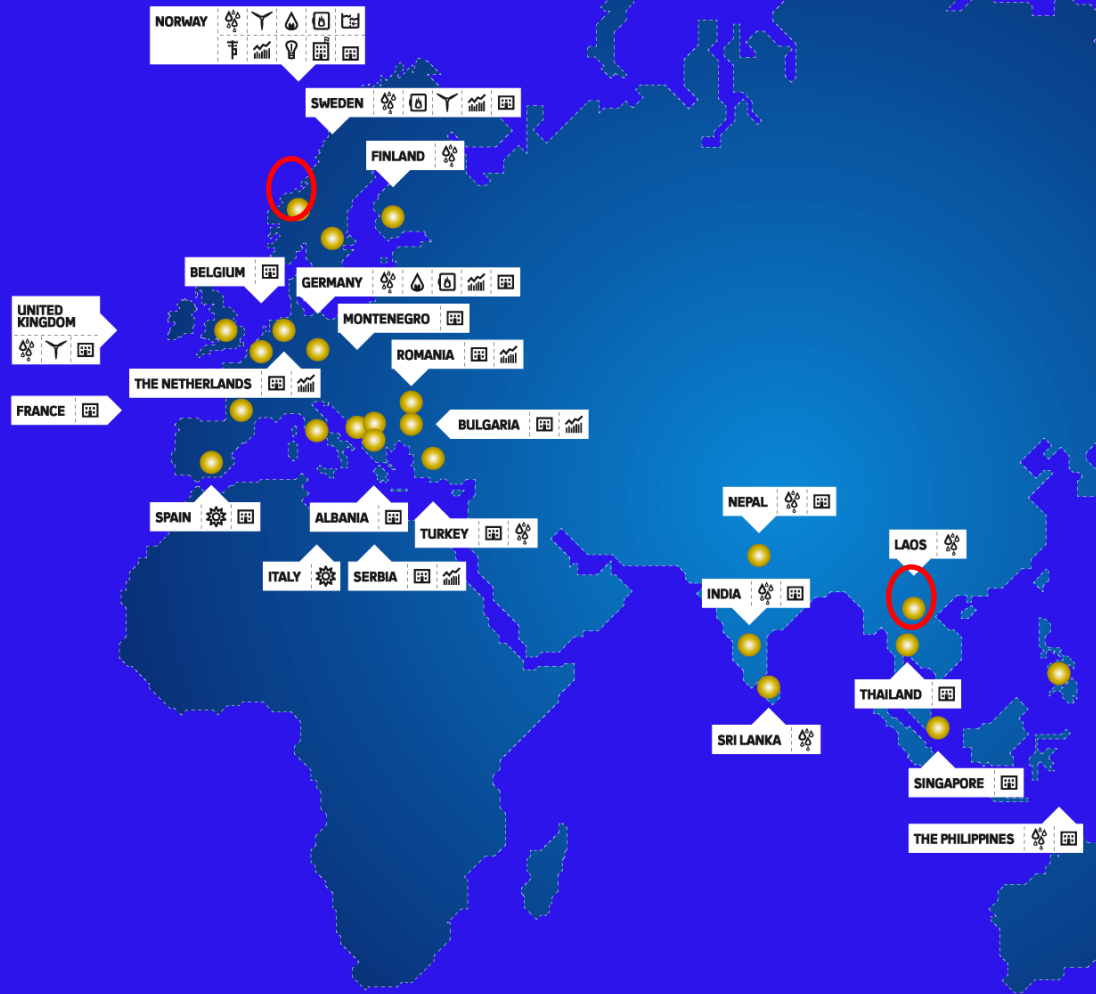 NORWAY
SWEDEN
FINLAND
BELGIUM
GERMANY
UNITED
KINGDOM
MONTENEGRO
ROMANIA
THE NETHERLANDS
FRANCE
BULGARIA
NEPAL
SPAIN
ALBANIA
TURKEY
LAOS
ITALY
SERBIA
INDIA
THAILAND
SRI LANKA
SINGAPORE
THE PHILIPPINES